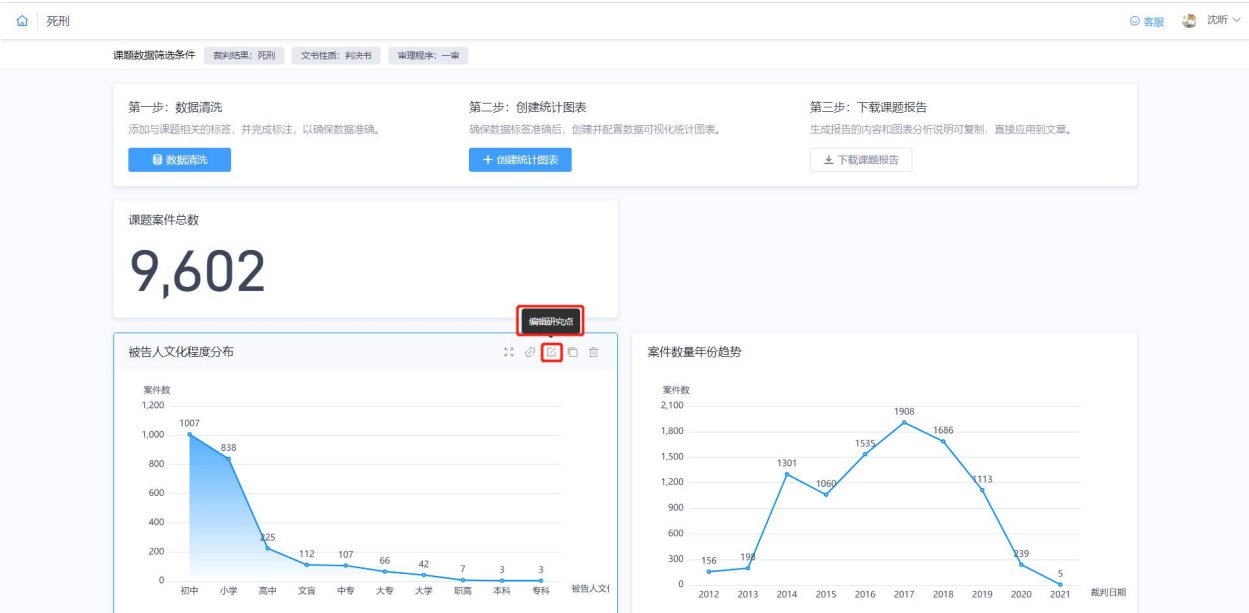 死刑
客服
沈昕
课题数据筛选条件 裁判结果：死刑 文书性质：判决书 审理程序：一审
第一步：数据清洗
添加与课题相关的标签，并完成标注，以确保数据准确。
数据清洗
第二步：创建统计图表
确保数据标签准确后，创建并配置数据可视化统计图表。
+ 创建统计图表
第三步：下载课题报告
生成报告的内容和图表分析说明可复制，直接应用到文章。
下载课题报告
课题案件总数
9,602
编辑研究点
被告人文化程度分布
案件数
1,200
1,000
800
600
400
200
0
1007
838
225
112
107
66
42
7
3
3
初中 小学 高中 文盲 中专 大专 大学 职高 本科 专科
被告人文化
案件数量年份趋势
案件数
2,100
1,800
1,500
1,200
900
600
300
0
156
198
1301
1060
1535
1908
1686
1113
239
5
2012 2013 2014 2015 2016 2017 2018 2019 2020 2021
裁判日期